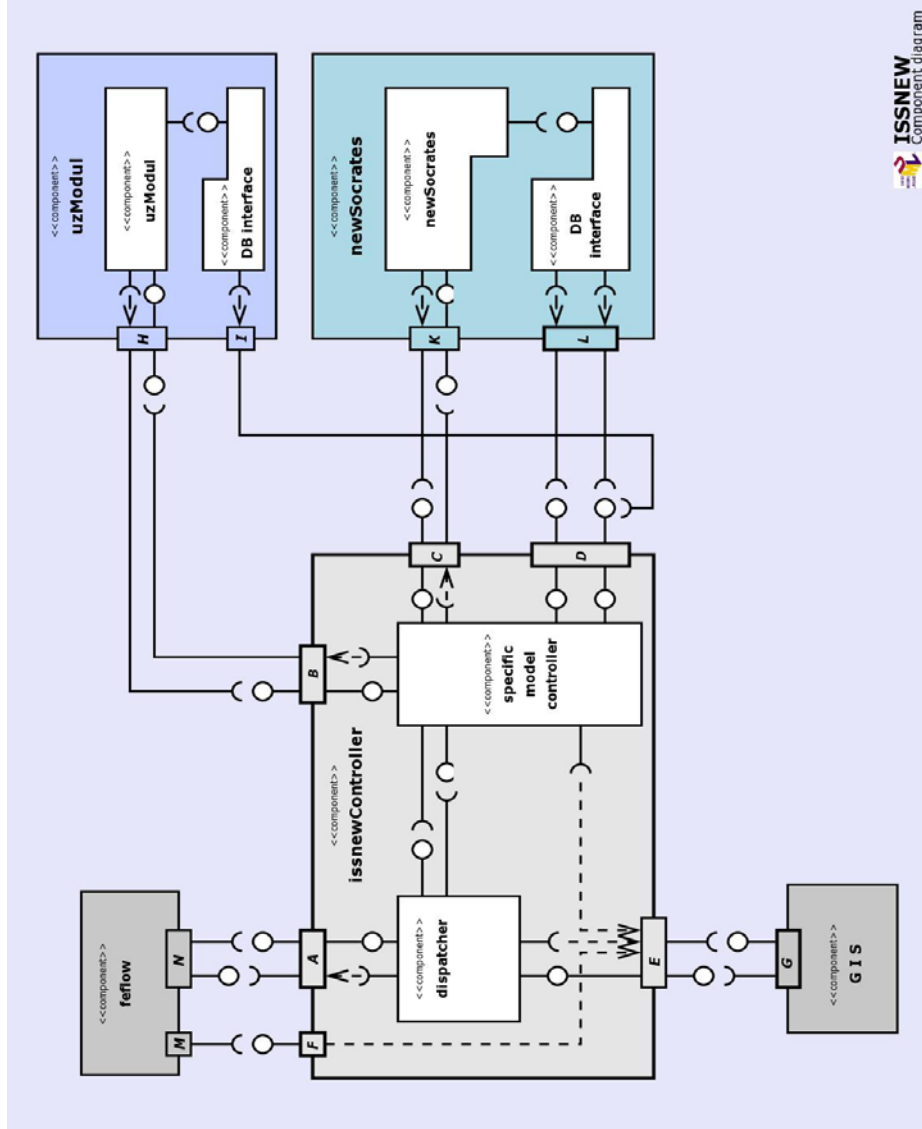 <<component>>
feflow
M
N
<<component>>
uzModul
<<component>>
uzModul
<<component>>
DB interface
H
I
F
A
B
<<component>>
issnewController
<<component>>
dispatcher
<<component>>
specific
model
controller
C
D
E
<<component>>
newSocrates
<<component>>
newSocrates
<<component>>
DB
interface
K
L
G
<<component>>
G I S
ISSNEW
Component diagram